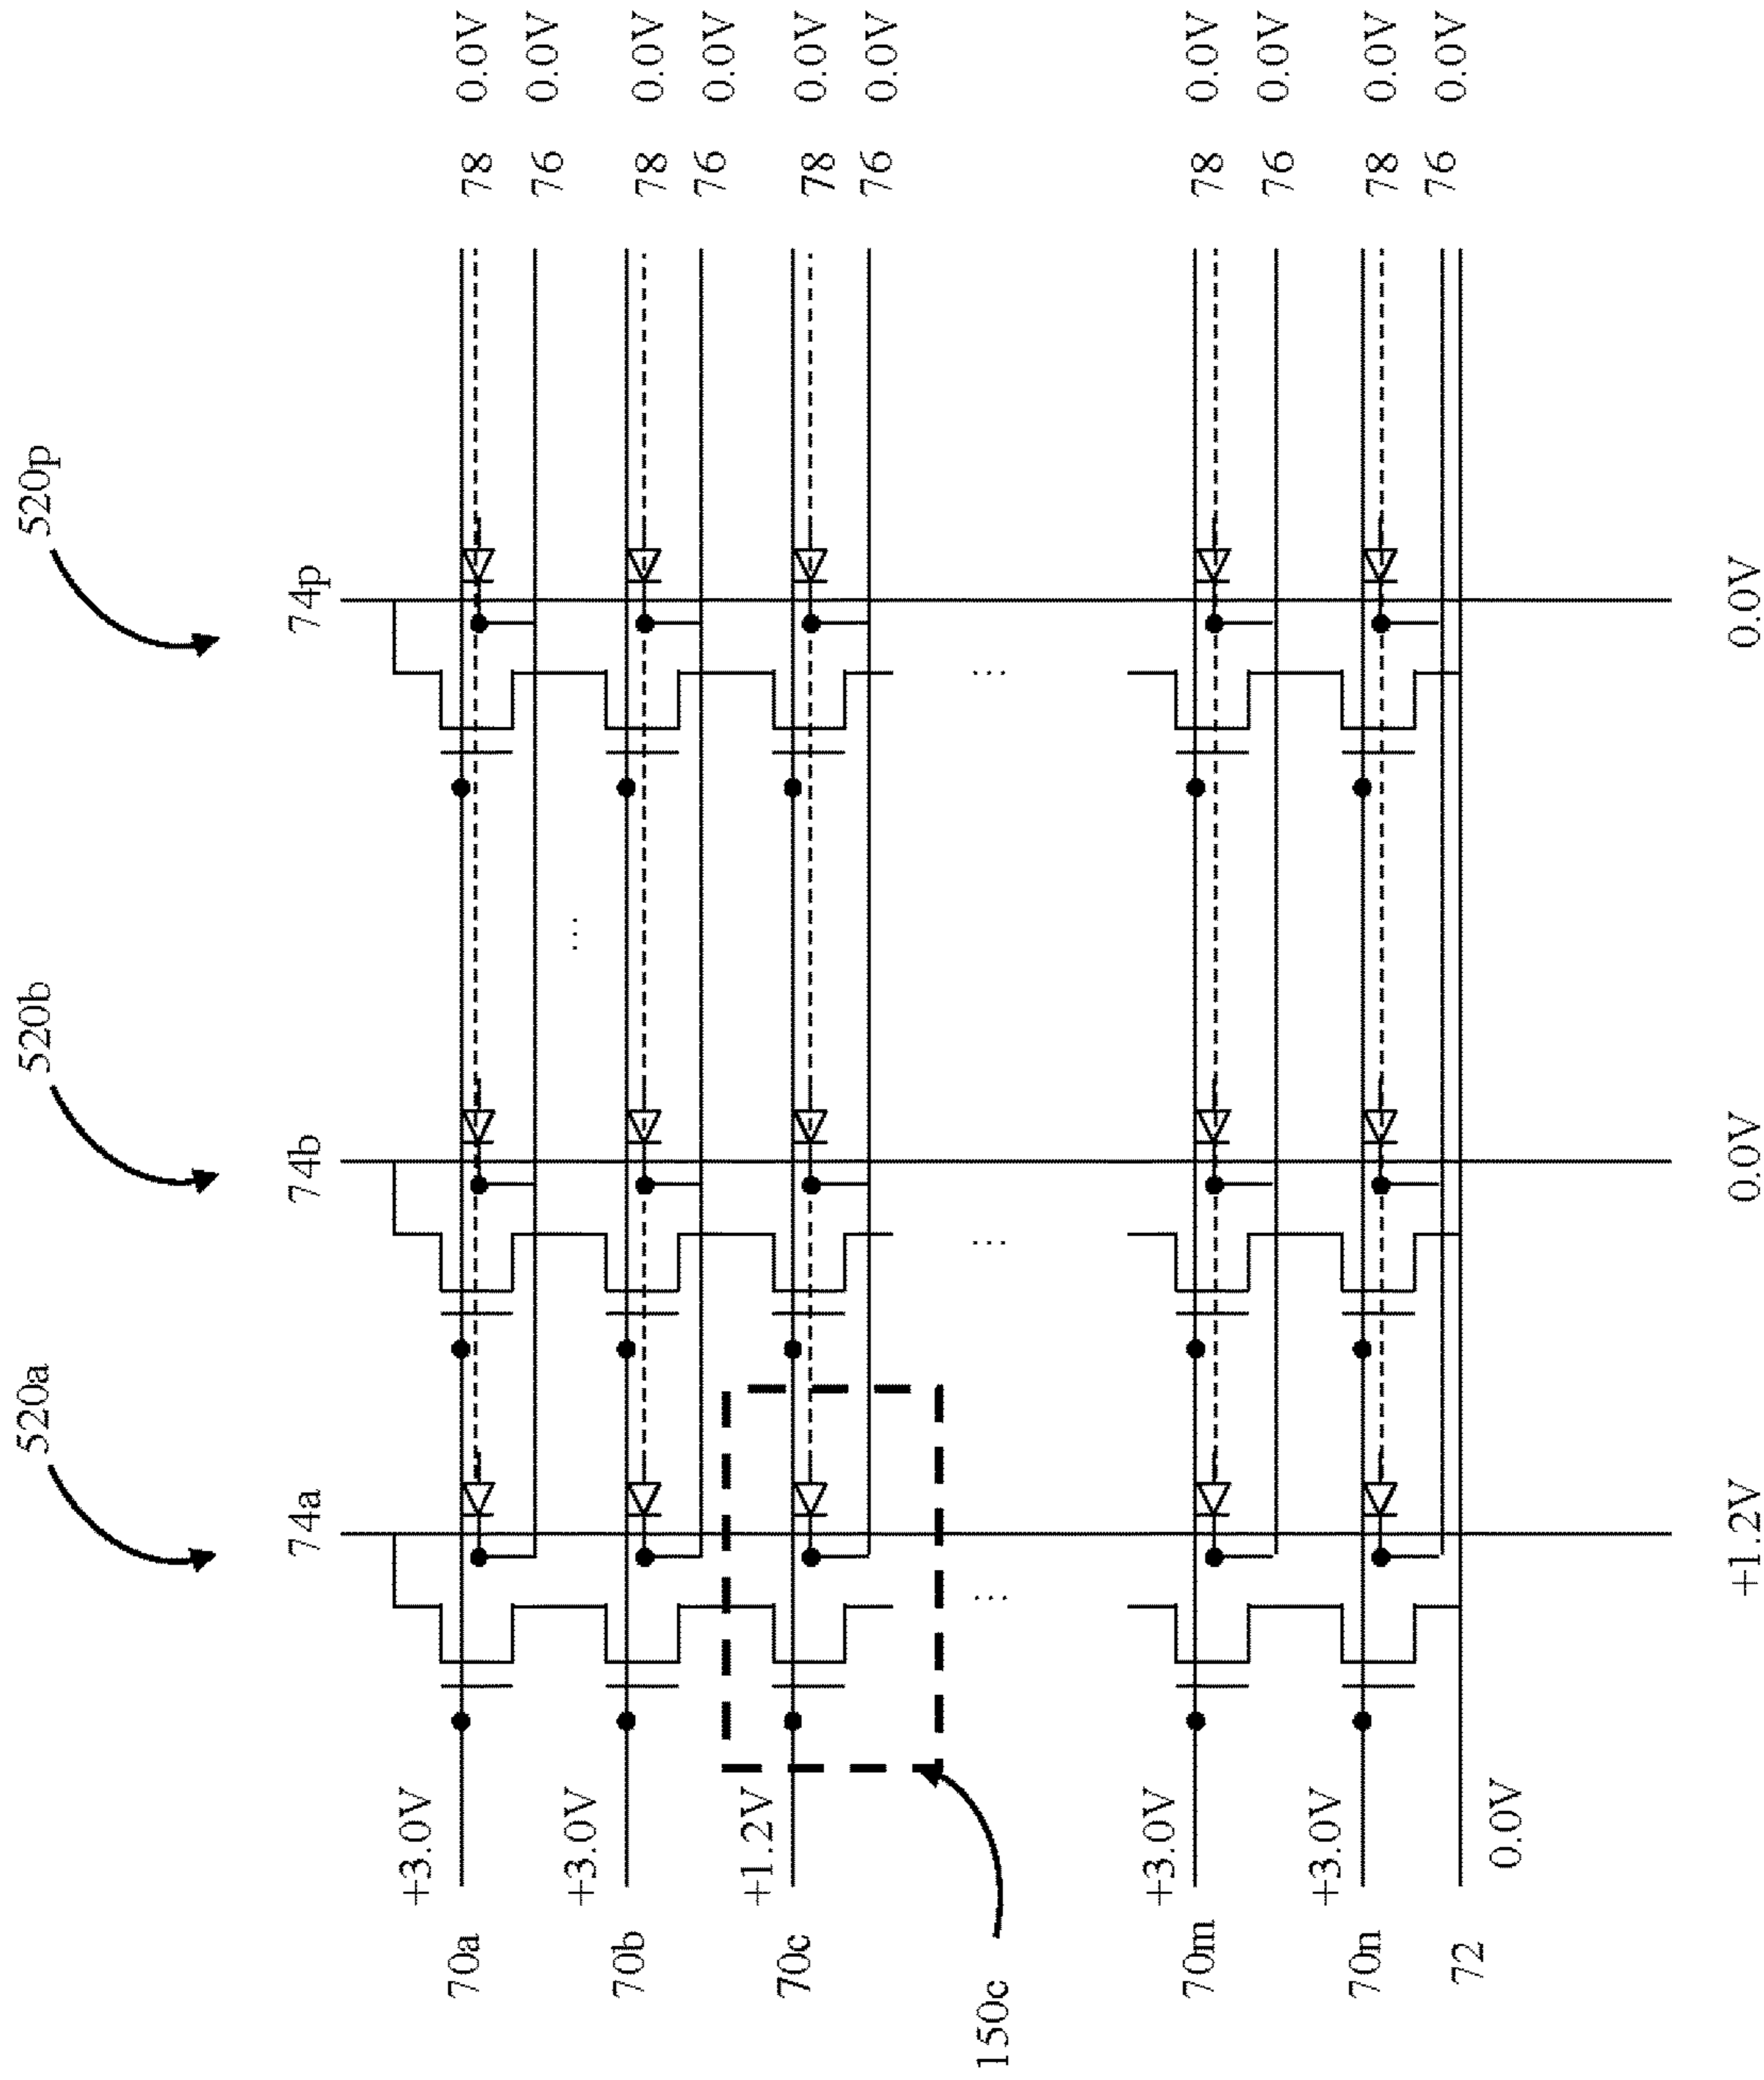 520a
520b
520p
74a
74b
74p
70a +3.0V
78 0.0V
76 0.0V
...
70b +3.0V
78 0.0V
76 0.0V
70c +1.2V
78 0.0V
76 0.0V
150c
...
...
...
70m +3.0V
78 0.0V
76 0.0V
70n +3.0V
78 0.0V
76 0.0V
72 0.0V
+1.2V
0.0V
0.0V